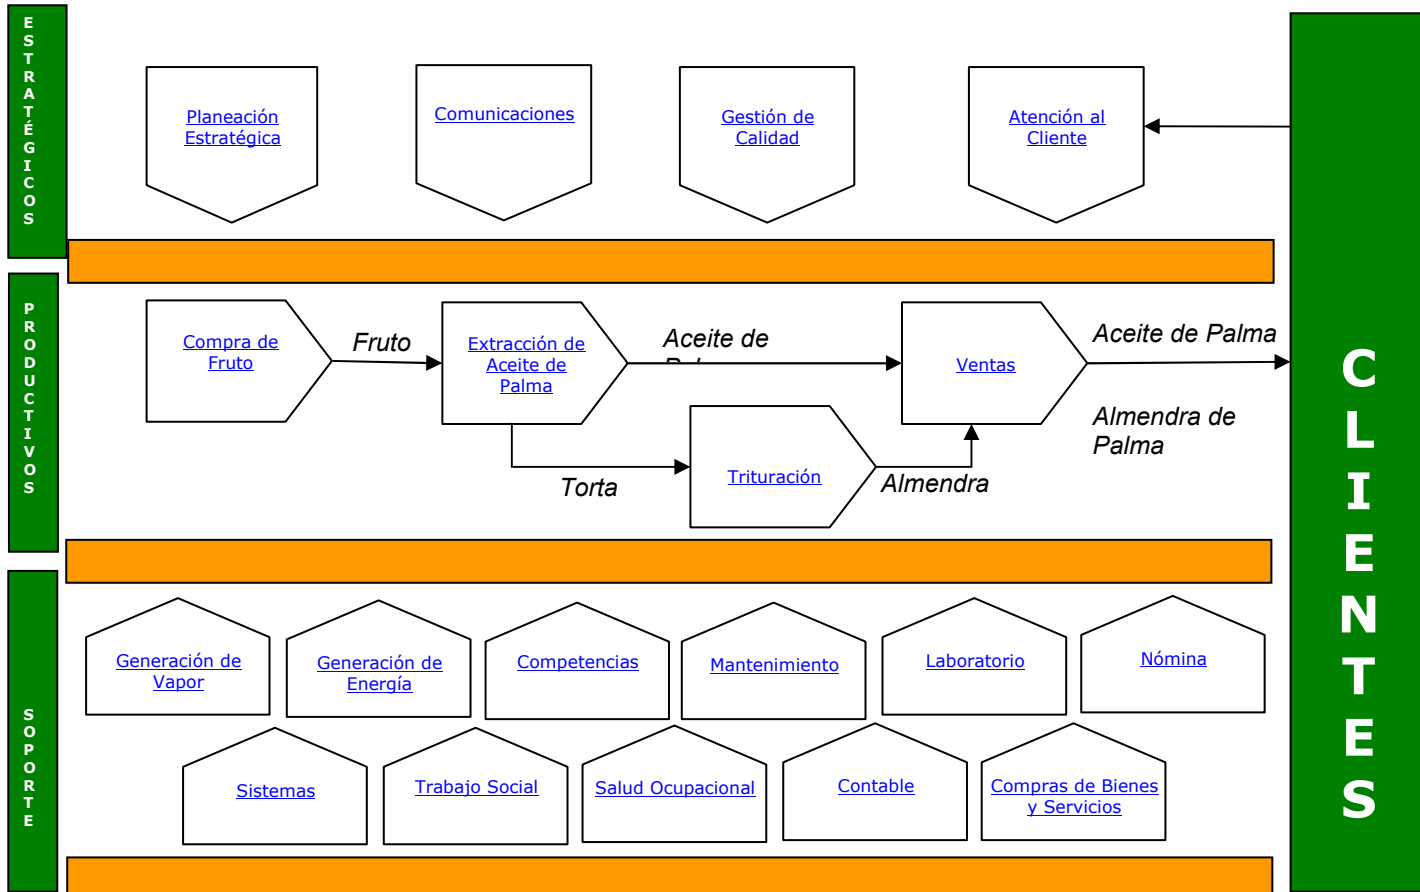 ESTRATÉGICOS
Planeación
Estratégica
Comunicaciones
Gestión de
Calidad
Atención al
Cliente
PRODUCTIVOS
Compra de
Fruto
Fruto
Extracción de
Aceite de
Palma
Aceite de
Ventas
Aceite de Palma
Almendra de
Palma
Torta
Trituración
Almendra
SOPORTE
Generación de
Vapor
Generación de
Energía
Competencias
Mantenimiento
Laboratorio
Nómina
Sistemas
Trabajo Social
Salud Ocupacional
Contable
Compras de Bienes
y Servicios
CLIENTES